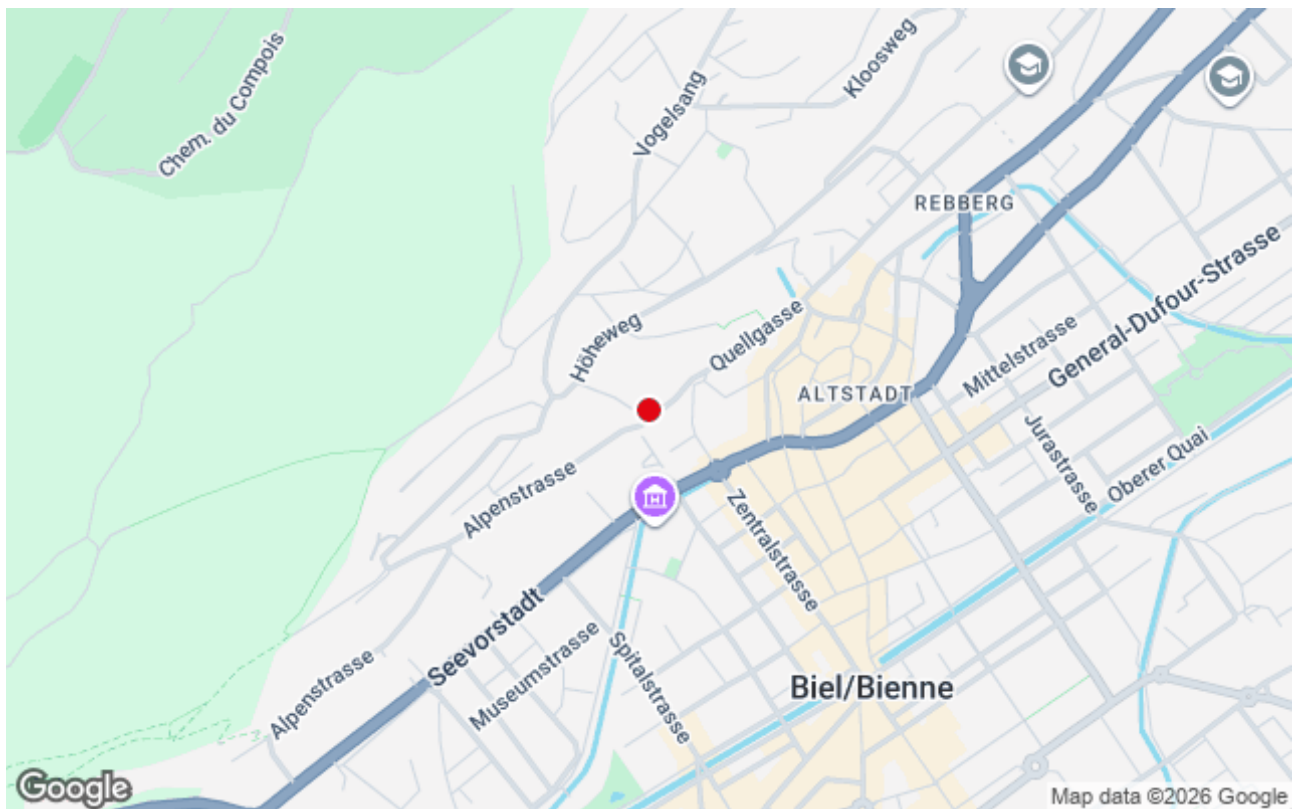 Chem. du Compois
Vogelsang
Kloosweg
REBBERG
General-Dufour-Strasse
Höheweg
Quellgasse
Mittelstrasse
ALTSTADT
Jurastrasse
Oberer Quai
Alpenstrasse
Zentralstrasse
Seevorstadt
Museumstrasse
Spitalstrasse
Alpenstrasse
Biel/Bienne
Google
Map data ©2026 Google